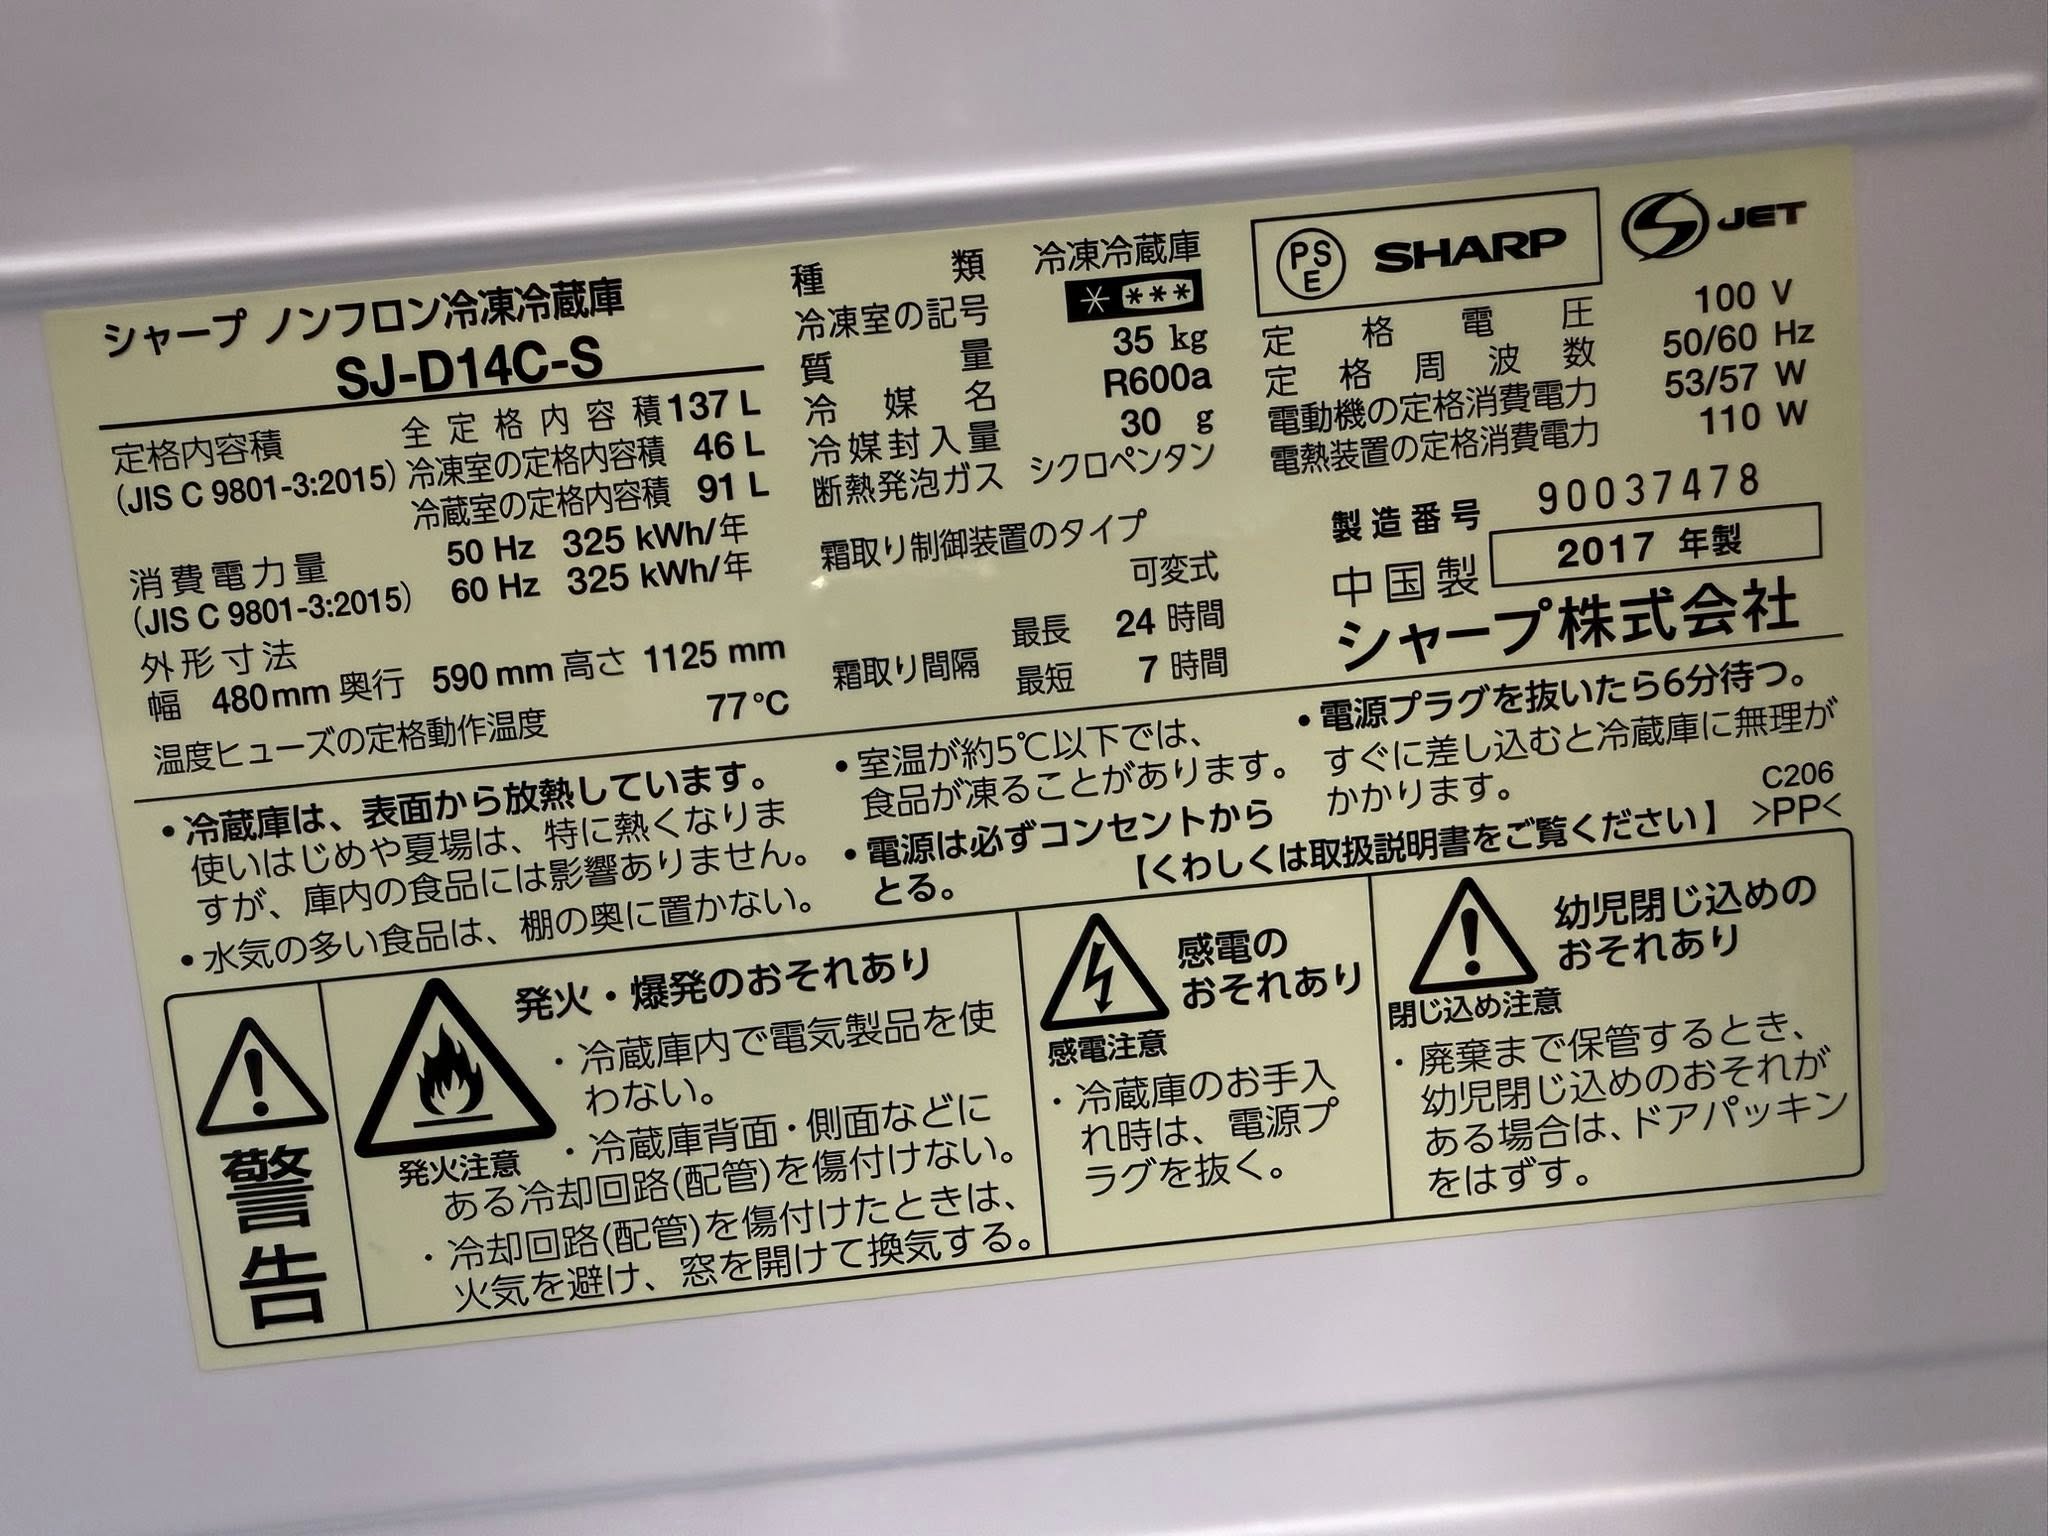 シャープ ノンフロン冷凍冷蔵庫
SJ-D14C-S
定格内容積
(JIS C 9801-3:2015)
全定格内容積 137 L
冷凍室の定格内容積 46 L
冷蔵室の定格内容積 91 L
消費電力量
(JIS C 9801-3:2015)
50 Hz 325 kWh/年
60 Hz 325 kWh/年
外形寸法
幅 480mm 奥行 590mm 高さ 1125 mm
温度ヒューズの定格動作温度 77℃
種類 冷凍冷蔵庫
冷凍室の記号 * ***
質量 35 kg
冷媒名 R600a
冷媒封入量 30 g
断熱発泡ガス シクロペンタン
霜取り制御装置のタイプ
可変式
霜取り間隔
最長 24 時間
最短 7 時間
PS
E
SHARP
JET
定格電圧 100 V
定格周波数 50/60 Hz
電動機の定格消費電力 53/57 W
電熱装置の定格消費電力 110 W
製造番号 90037478
中国製 2017 年製
シャープ株式会社
・冷蔵庫は、表面から放熱しています。
使いはじめや夏場は、特に熱くなりま
すが、庫内の食品には影響ありません。
・水気の多い食品は、棚の奥に置かない。
・室温が約5℃以下では、
食品が凍ることがあります。
・電源は必ずコンセントから
とる。
・電源プラグを抜いたら6分待つ。
すぐに差し込むと冷蔵庫に無理が
かかります。
C206
【くわしくは取扱説明書をご覧ください】 >PP<
警告
発火注意
発火・爆発のおそれあり
・冷蔵庫内で電気製品を使
わない。
・冷蔵庫背面・側面などに
ある冷却回路(配管)を傷付けない。
・冷却回路(配管)を傷付けたときは、
火気を避け、窓を開けて換気する。
感電注意
感電の
おそれあり
・冷蔵庫のお手入
れ時は、電源プ
ラグを抜く。
閉じ込め注意
幼児閉じ込めの
おそれあり
・廃棄まで保管するとき、
幼児閉じ込めのおそれが
ある場合は、ドアパッキン
をはずす。